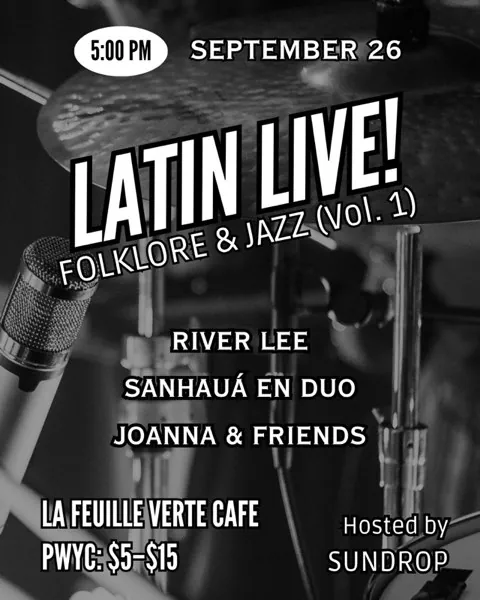 5:00 PM
SEPTEMBER 26
LATIN LIVE!
FOLKLORE & JAZZ (Vol. 1)
RIVER LEE
SANHAUÁ EN DUO
JOANNA & FRIENDS
LA FEUILLE VERTE CAFE
PWYC: $5–$15
Hosted by
SUNDROP